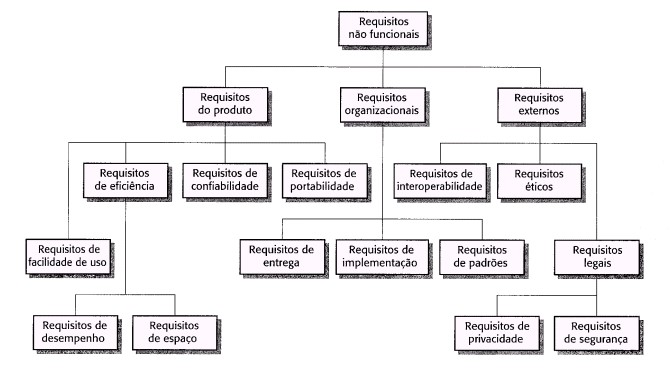 Requisitos
não funcionais
Requisitos
do produto
Requisitos
organizacionais
Requisitos
externos
Requisitos
de eficiência
Requisitos de
confiabilidade
Requisitos de
portabilidade
Requisitos de
interoperabilidade
Requisitos
éticos
Requisitos de
facilidade de uso
Requisitos de
entrega
Requisitos de
implementação
Requisitos
de padrões
Requisitos
legais
Requisitos de
desempenho
Requisitos
de espaço
Requisitos de
privacidade
Requisitos
de segurança